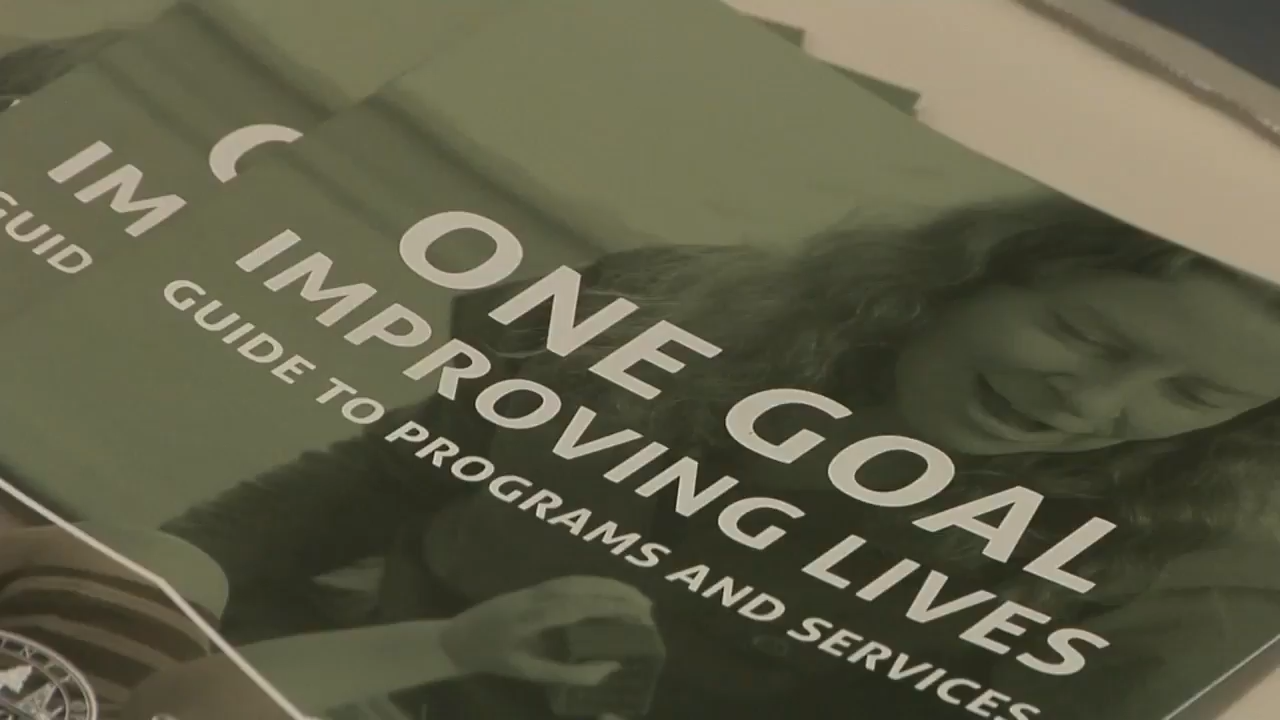 ONE GOAL
IMPROVING LIVES
GUIDE TO PROGRAMS AND SERVICES
IM
GUID